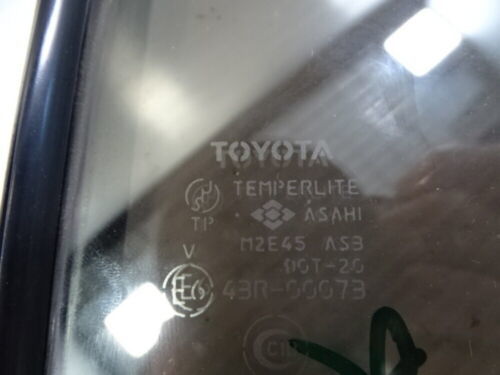 TOYOTA
TEMPERLITE
TP · ASAHI
M2E45 AS3
DOT-20
V
E6 43R-00073